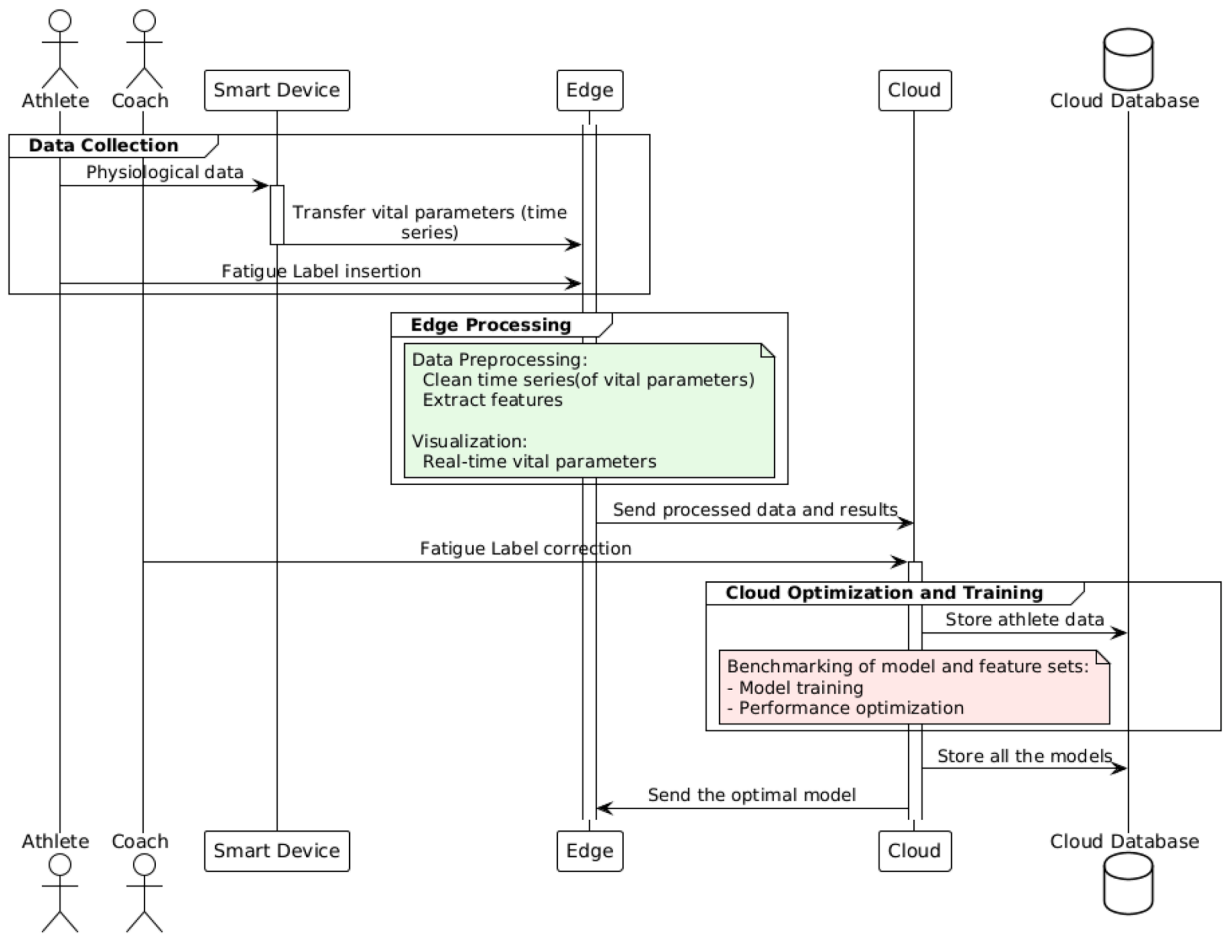 Athlete
Coach
Smart Device
Edge
Cloud
Cloud Database
Data Collection
Physiological data
Transfer vital parameters (time
series)
Fatigue Label insertion
Edge Processing
Data Preprocessing:
Clean time series(of vital parameters)
Extract features
Visualization:
Real-time vital parameters
Send processed data and results
Fatigue Label correction
Cloud Optimization and Training
Store athlete data
Benchmarking of model and feature sets:
- Model training
- Performance optimization
Store all the models
Send the optimal model
Athlete
Coach
Smart Device
Edge
Cloud
Cloud Database